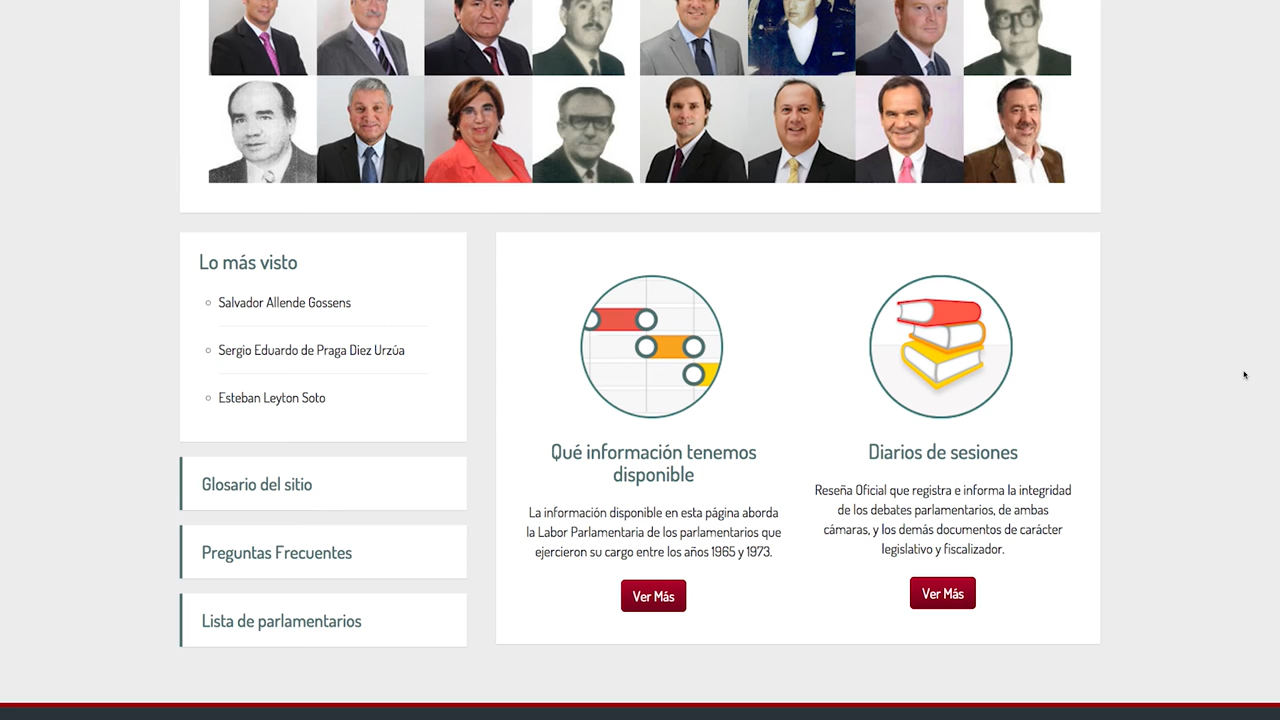 Lo más visto
Salvador Allende Gossens
Sergio Eduardo de Praga Diez Urzúa
Esteban Leyton Soto
Glosario del sitio
Preguntas Frecuentes
Lista de parlamentarios
Qué información tenemos
disponible
La información disponible en esta página aborda
la Labor Parlamentaria de los parlamentarios que
ejercieron su cargo entre los años 1965 y 1973.
Ver Más
Diarios de sesiones
Reseña Oficial que registra e informa la integridad
de los debates parlamentarios, de ambas
cámaras, y los demás documentos de carácter
legislativo y fiscalizador.
Ver Más